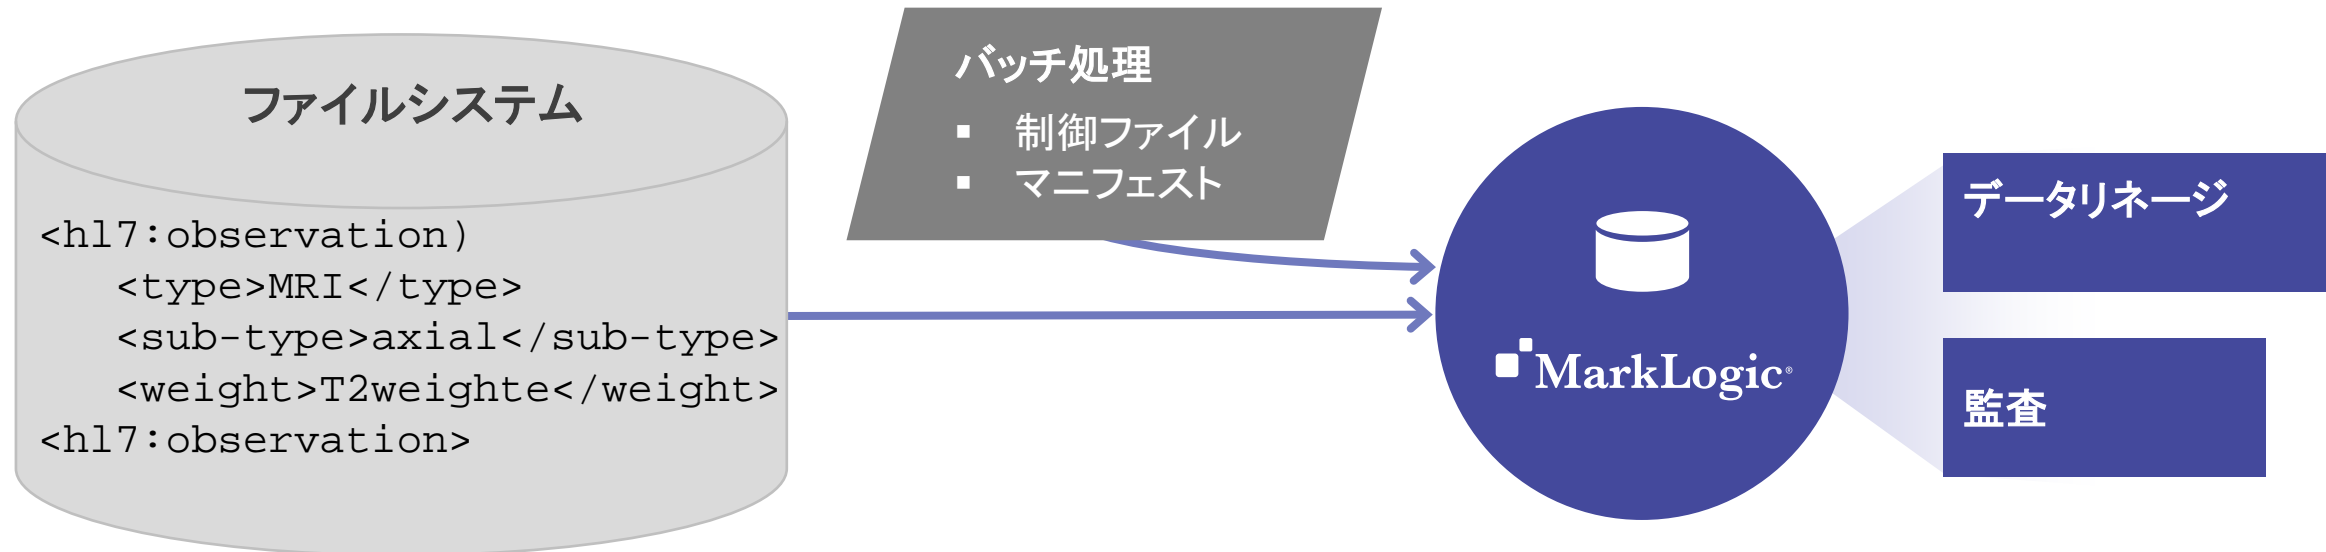 ファイルシステム
<hl7:observation)
<type>MRI</type>
<sub-type>axial</sub-type>
<weight>T2weighte</weight>
<hl7:observation>
バッチ処理
▪ 制御ファイル
▪ マニフェスト
MarkLogic®
データリネージ
監査